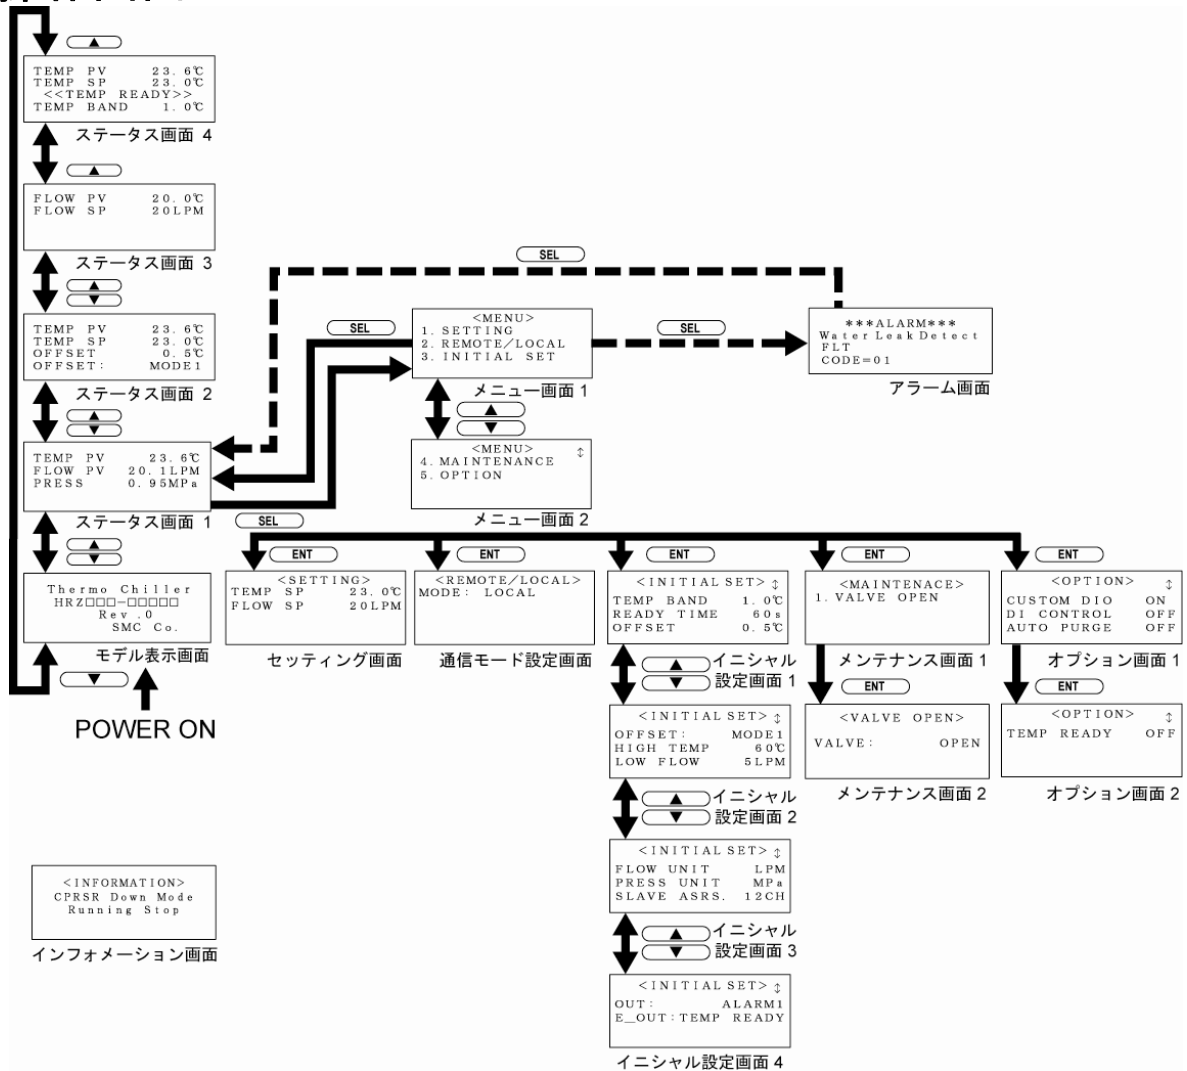 TEMP PV 23.6℃
TEMP SP 23.0℃
<<TEMP READY>>
TEMP BAND 1.0℃
ステータス画面 4
FLOW PV 20.0℃
FLOW SP 20LPM
ステータス画面 3
TEMP PV 23.6℃
TEMP SP 23.0℃
OFFSET 0.5℃
OFFSET: MODE1
ステータス画面 2
TEMP PV 23.6℃
FLOW PV 20.1LPM
PRESS 0.95MPa
ステータス画面 1
Thermo Chiller
HRZ□□□-□□□□□
Rev.0
SMC Co.
モデル表示画面
POWER ON
SEL
SEL
SEL
SEL
<MENU>
1. SETTING
2. REMOTE/LOCAL
3. INITIAL SET
メニュー画面 1
<MENU> ↕
4. MAINTENANCE
5. OPTION
メニュー画面 2
***ALARM***
Water Leak Detect
FLT
CODE=01
アラーム画面
ENT
<SETTING>
TEMP SP 23.0℃
FLOW SP 20LPM
セッティング画面
ENT
<REMOTE/LOCAL>
MODE: LOCAL
通信モード設定画面
ENT
<INITIAL SET> ↕
TEMP BAND 1.0℃
READY TIME 60s
OFFSET 0.5℃
イニシャル
設定画面 1
<INITIAL SET> ↕
OFFSET: MODE1
HIGH TEMP 60℃
LOW FLOW 5LPM
イニシャル
設定画面 2
<INITIAL SET> ↕
FLOW UNIT LPM
PRESS UNIT MPa
SLAVE ASRS. 12CH
イニシャル
設定画面 3
<INITIAL SET> ↕
OUT: ALARM1
E_OUT:TEMP READY
イニシャル設定画面 4
ENT
<MAINTENACE>
1. VALVE OPEN
メンテナンス画面 1
ENT
<VALVE OPEN>
VALVE: OPEN
メンテナンス画面 2
ENT
<OPTION> ↕
CUSTOM DIO ON
DI CONTROL OFF
AUTO PURGE OFF
オプション画面 1
ENT
<OPTION> ↕
TEMP READY OFF
オプション画面 2
<INFORMATION>
CPRSR Down Mode
Running Stop
インフォメーション画面